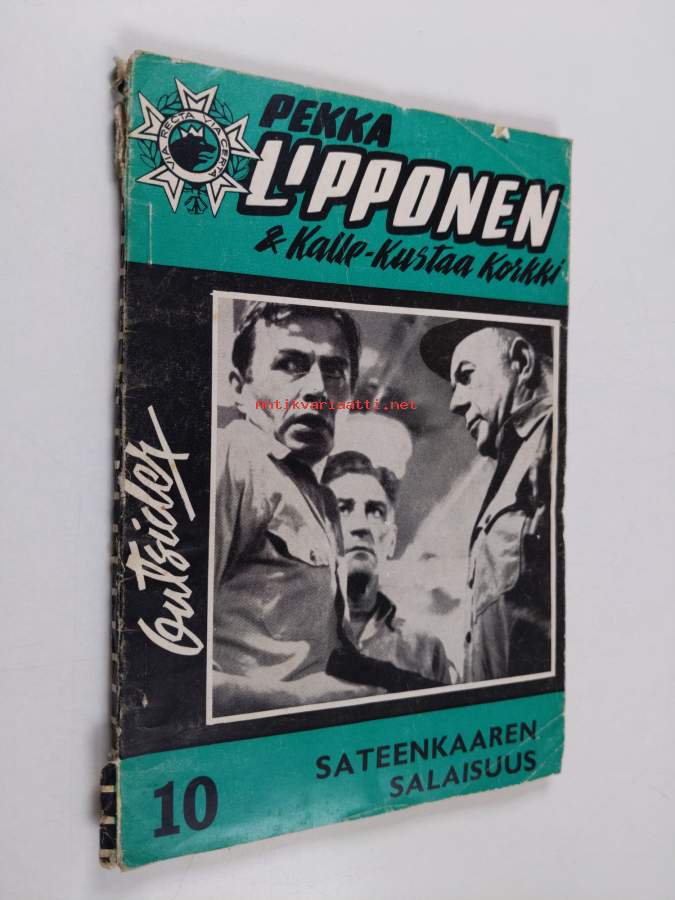 VIA RECTA VIA CERTA
PEKKA
LIPPONEN
& Kalle-Kustaa Korkki
Antikvariaatti.net
Outsider
SATEENKAAREN
SALAISUUS
10